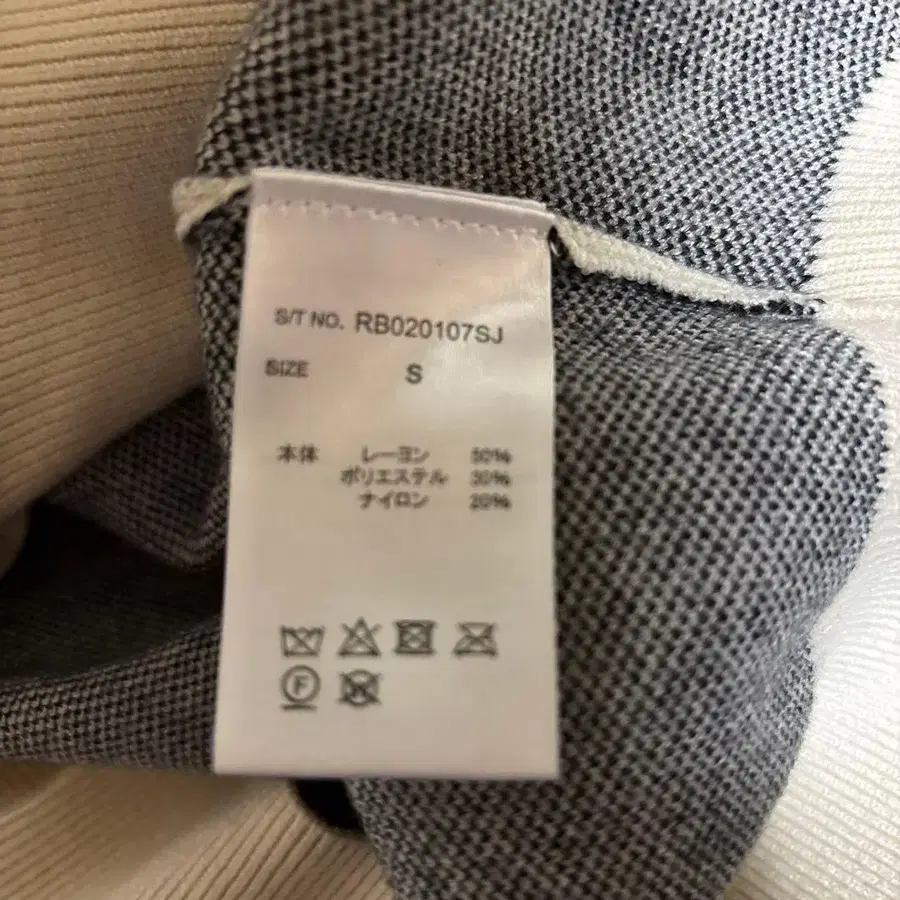 S/T NO. RB020107SJ
SIZE S
本体 レーヨン 50%
ポリエステル 30%
ナイロン 20%
F